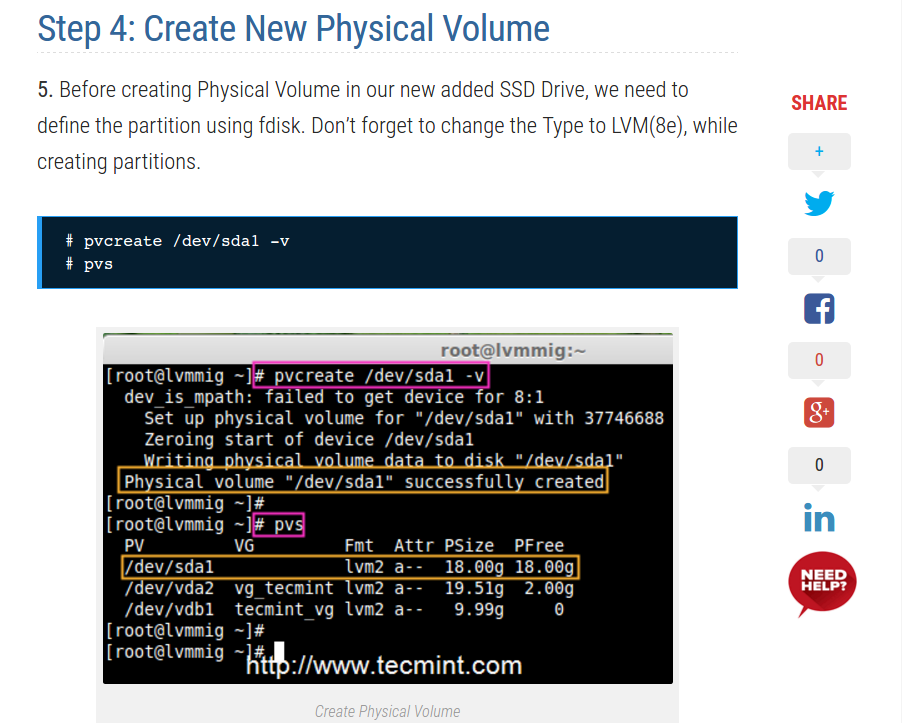 Step 4: Create New Physical Volume
5. Before creating Physical Volume in our new added SSD Drive, we need to
define the partition using fdisk. Don’t forget to change the Type to LVM(8e), while
creating partitions.
# pvcreate /dev/sda1 -v
# pvs
root@lvmmig:~
[root@lvmmig ~]# pvcreate /dev/sda1 -v
dev_is_mpath: failed to get device for 8:1
Set up physical volume for "/dev/sda1" with 37746688
Zeroing start of device /dev/sda1
Writing physical volume data to disk "/dev/sda1"
Physical volume "/dev/sda1" successfully created
[root@lvmmig ~]#
[root@lvmmig ~]# pvs
PV VG Fmt Attr PSize PFree
/dev/sda1 lvm2 a-- 18.00g 18.00g
/dev/vda2 vg_tecmint lvm2 a-- 19.51g 2.00g
/dev/vdb1 tecmint_vg lvm2 a-- 9.99g 0
[root@lvmmig ~]#
[root@lvmmig ~]#
http://www.tecmint.com
Create Physical Volume
SHARE
+
0
f
0
g+
0
in
NEED
HELP?